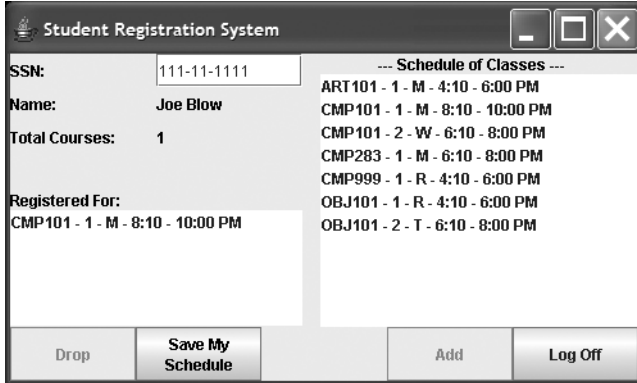 Student Registration System
SSN:
111-11-1111
Name:
Joe Blow
Total Courses:
1
Registered For:
CMP101 - 1 - M - 8:10 - 10:00 PM
--- Schedule of Classes ---
ART101 - 1 - M - 4:10 - 6:00 PM
CMP101 - 1 - M - 8:10 - 10:00 PM
CMP101 - 2 - W - 6:10 - 8:00 PM
CMP283 - 1 - M - 6:10 - 8:00 PM
CMP999 - 1 - R - 4:10 - 6:00 PM
OBJ101 - 1 - R - 4:10 - 6:00 PM
OBJ101 - 2 - T - 6:10 - 8:00 PM
Drop
Save My
Schedule
Add
Log Off